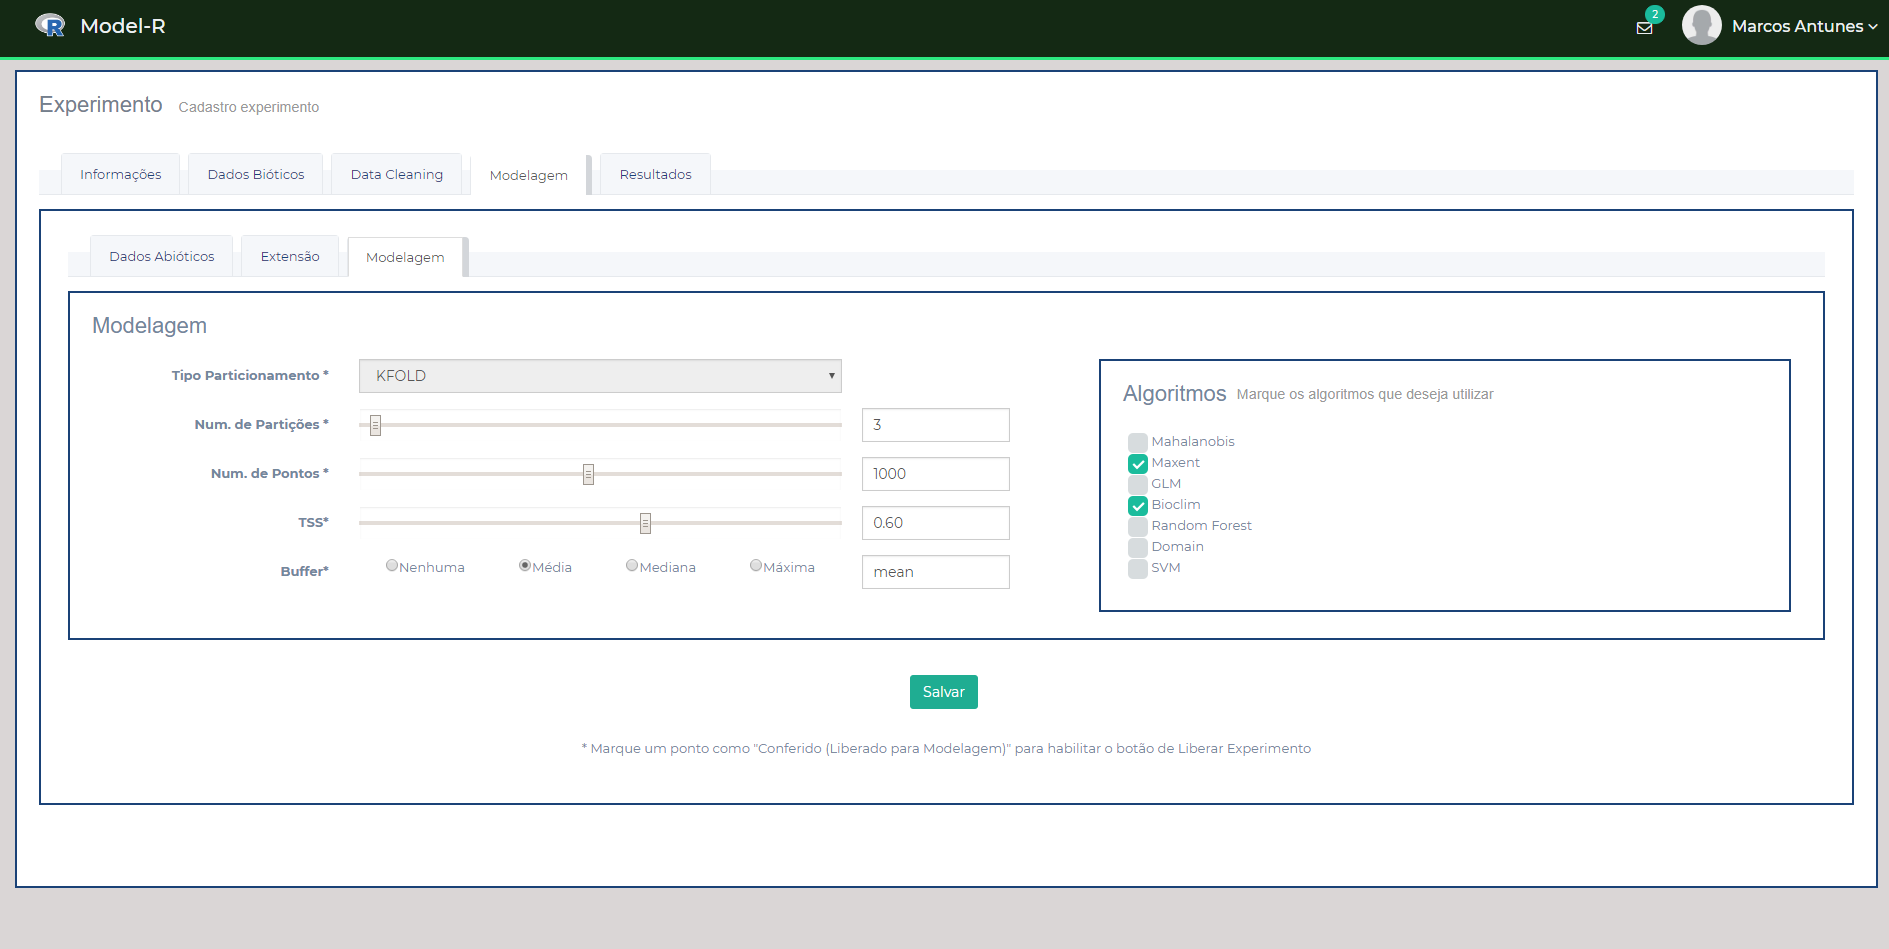 R Model-R
2
Marcos Antunes
Experimento Cadastro experimento
Informações Dados Bióticos Data Cleaning Modelagem Resultados
Dados Abióticos Extensão Modelagem
Modelagem
Tipo Particionamento * KFOLD
Num. de Partições * 3
Num. de Pontos * 1000
TSS* 0.60
Buffer* Nenhuma Média Mediana Máxima mean
Algoritmos Marque os algoritmos que deseja utilizar
Mahalanobis
Maxent
GLM
Bioclim
Random Forest
Domain
SVM
Salvar
* Marque um ponto como "Conferido (Liberado para Modelagem)" para habilitar o botão de Liberar Experimento